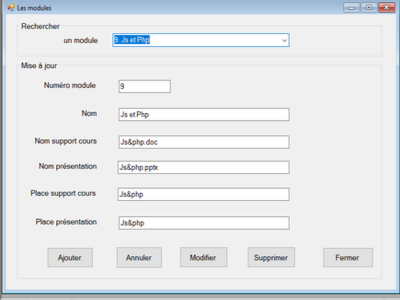 Les modules
Rechercher
un module
9 Js et Php
Mise à jour
Numéro module
9
Nom
Js et Php
Nom support cours
Js&php.doc
Nom présentation
Js&php.pptx
Place support cours
Js&php
Place présentation
Js&php
Ajouter
Annuler
Modifier
Supprimer
Fermer